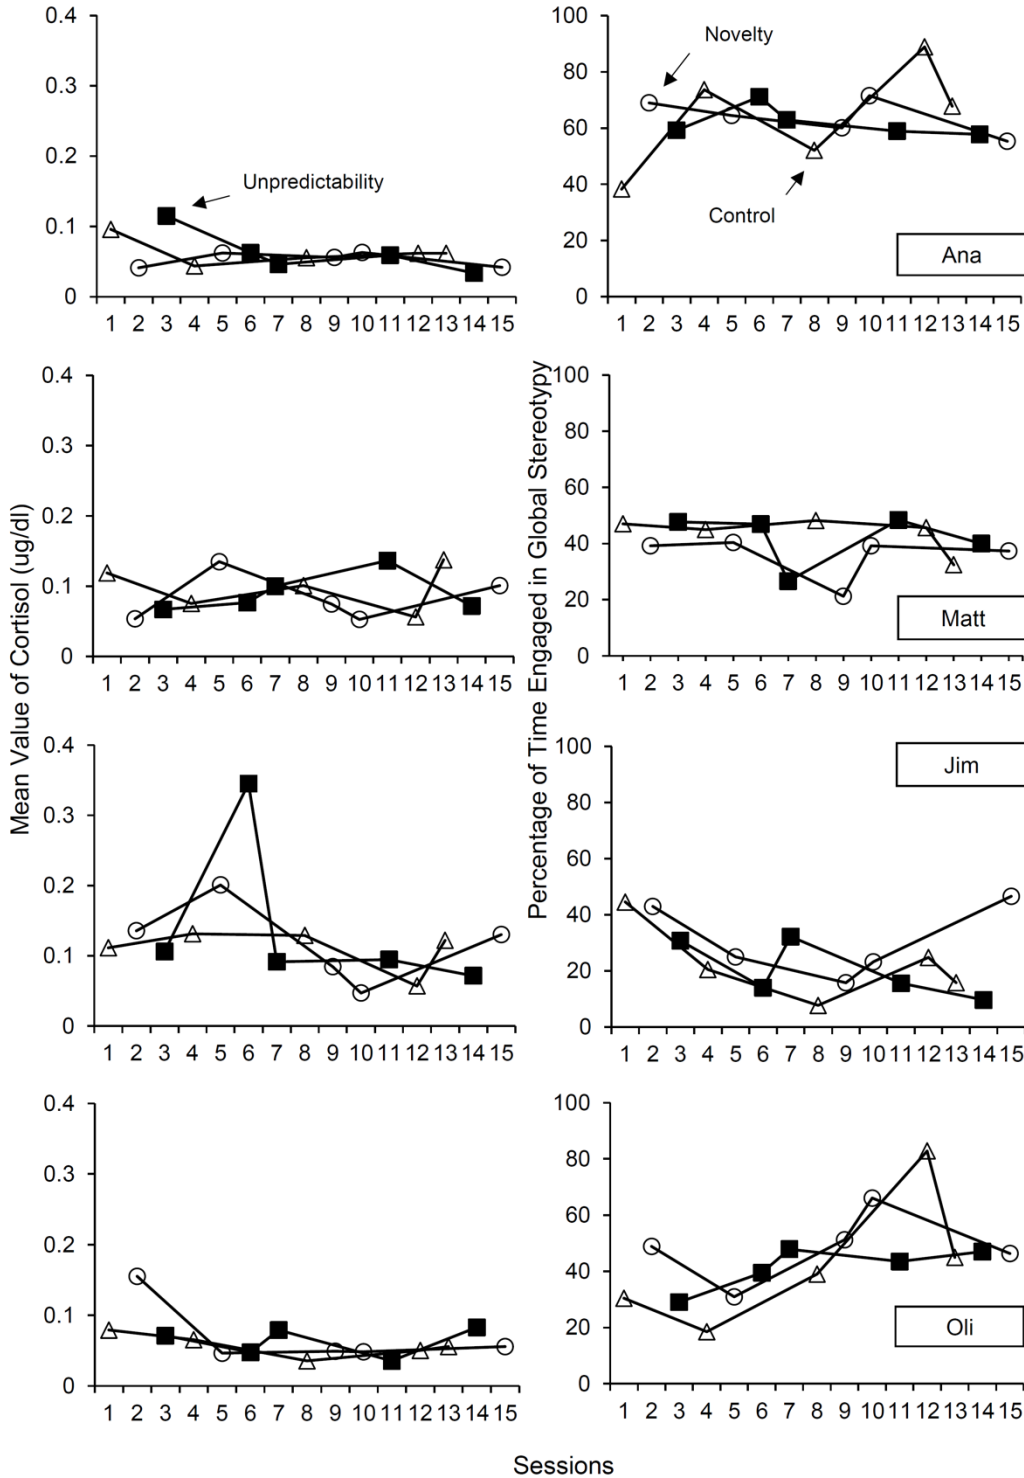 0.4
0.3
0.2
0.1
0
Unpredictability
1 2 3 4 5 6 7 8 9 10 11 12 13 14 15
100
80
60
40
20
0
Novelty
Control
Ana
1 2 3 4 5 6 7 8 9 10 11 12 13 14 15
0.4
0.3
0.2
0.1
0
1 2 3 4 5 6 7 8 9 10 11 12 13 14 15
100
80
60
40
20
0
Matt
1 2 3 4 5 6 7 8 9 10 11 12 13 14 15
Mean Value of Cortisol (ug/dl)
Percentage of Time Engaged in Global Stereotypy
0.4
0.3
0.2
0.1
0
1 2 3 4 5 6 7 8 9 10 11 12 13 14 15
100
80
60
40
20
0
Jim
1 2 3 4 5 6 7 8 9 10 11 12 13 14 15
0.4
0.3
0.2
0.1
0
1 2 3 4 5 6 7 8 9 10 11 12 13 14 15
100
80
60
40
20
0
Oli
1 2 3 4 5 6 7 8 9 10 11 12 13 14 15
Sessions